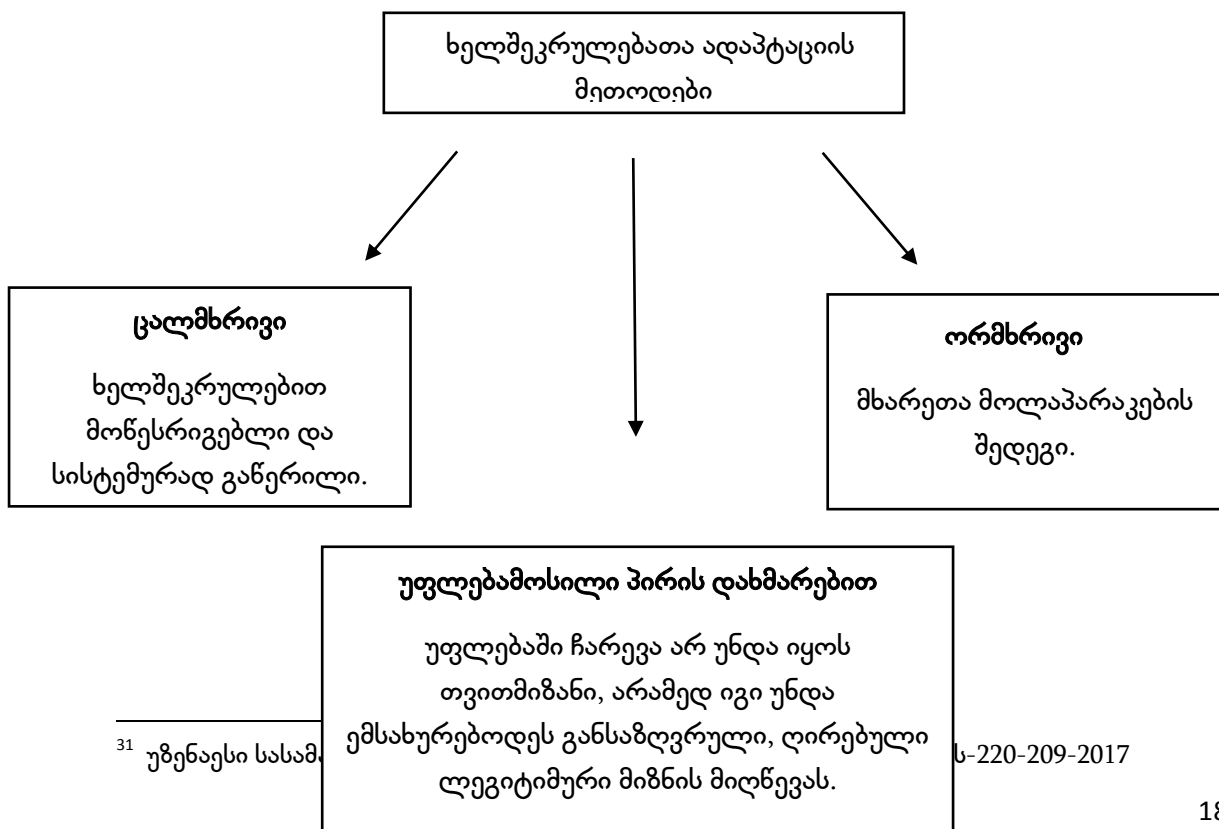 ხელშეკრულებათა ადაპტაციის
მეთოდები
ცალმხრივი
ხელშეკრულებით
მოწესრიგებლი და
სისტემურად გაწერილი.
ორმხრივი
მხარეთა მოლაპარაკების
შედეგი.
უფლებამოსილი პირის დახმარებით
უფლებაში ჩარევა არ უნდა იყოს
თვითმიზანი, არამედ იგი უნდა
ემსახურებოდეს განსაზღვრული, ღირებული
ლეგიტიმური მიზნის მიღწევას.
31 უზენაესი ს-220-209-2017
18